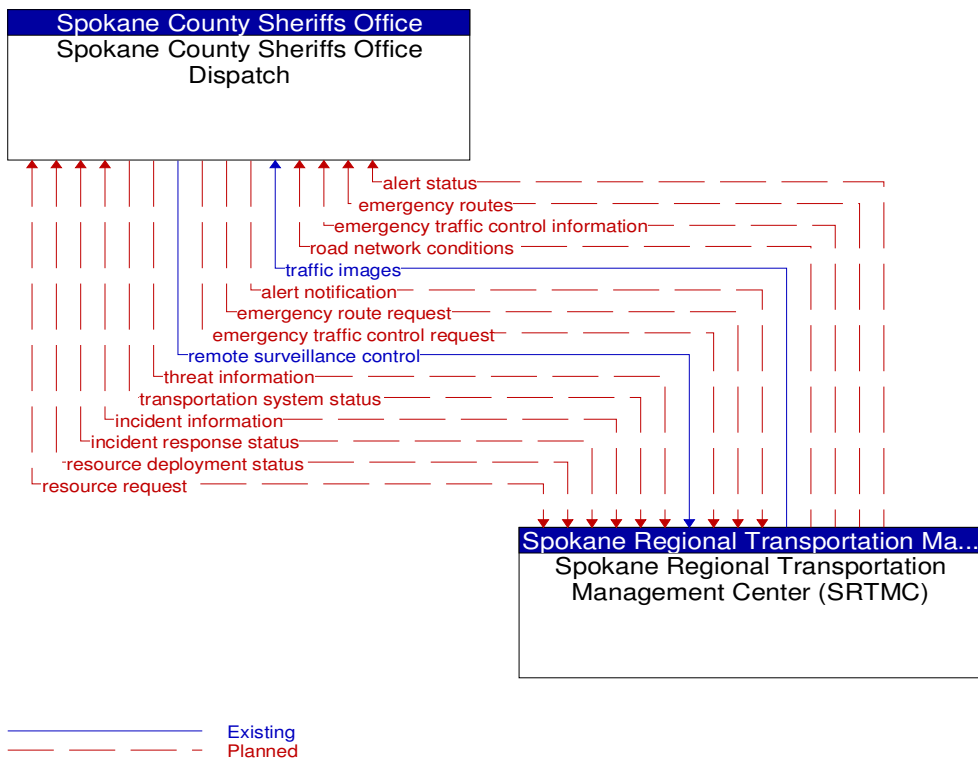 Spokane County Sheriffs Office
Spokane County Sheriffs Office
Dispatch
alert status
emergency routes
emergency traffic control information
road network conditions
traffic images
alert notification
emergency route request
emergency traffic control request
remote surveillance control
threat information
transportation system status
incident information
incident response status
resource deployment status
resource request
Spokane Regional Transportation Ma...
Spokane Regional Transportation
Management Center (SRTMC)
Existing
Planned